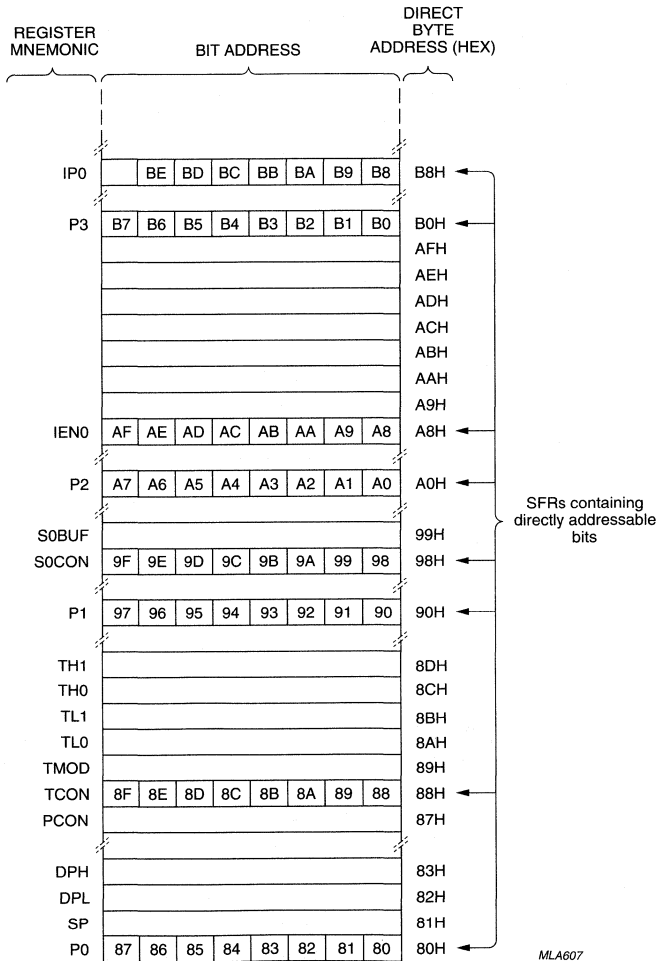 REGISTER
MNEMONIC
BIT ADDRESS
DIRECT
BYTE
ADDRESS (HEX)
IP0 BE BD BC BB BA B9 B8 B8H
P3 B7 B6 B5 B4 B3 B2 B1 B0 B0H
AFH
AEH
ADH
ACH
ABH
AAH
A9H
IEN0 AF AE AD AC AB AA A9 A8 A8H
P2 A7 A6 A5 A4 A3 A2 A1 A0 A0H
SFRs containing
directly addressable
bits
S0BUF 99H
S0CON 9F 9E 9D 9C 9B 9A 99 98 98H
P1 97 96 95 94 93 92 91 90 90H
TH1 8DH
TH0 8CH
TL1 8BH
TL0 8AH
TMOD 89H
TCON 8F 8E 8D 8C 8B 8A 89 88 88H
PCON 87H
DPH 83H
DPL 82H
SP 81H
P0 87 86 85 84 83 82 81 80 80H
MLA607